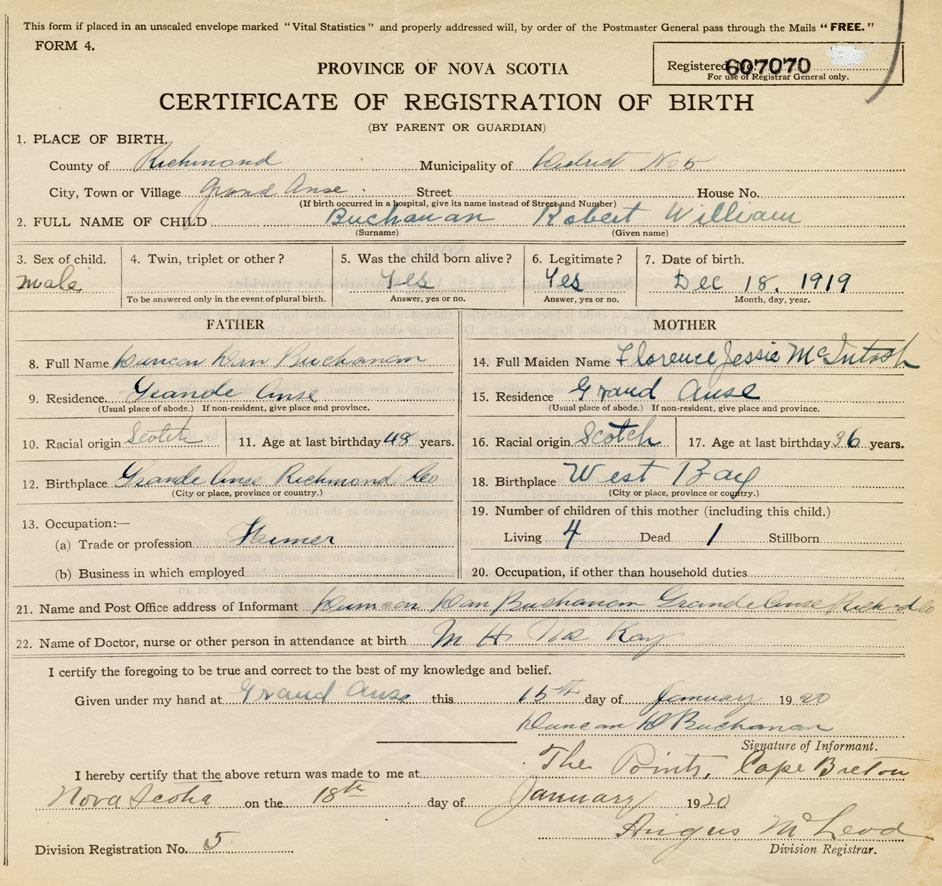 This form if placed in an unscaled envelope marked "Vital Statistics" and properly addressed will, by order of the Postmaster General pass through the Mails "FREE."
FORM 4.
Registered No. 607070
For use of Registrar General only.
PROVINCE OF NOVA SCOTIA
CERTIFICATE OF REGISTRATION OF BIRTH
(BY PARENT OR GUARDIAN)
1. PLACE OF BIRTH.
County of Richmond Municipality of District No 5
City, Town or Village Grand Anse. Street House No.
(If birth occurred in a hospital, give its name instead of Street and Number)
2. FULL NAME OF CHILD Buchanan Robert William
(Surname) (Given name)
3. Sex of child. 4. Twin, triplet or other? 5. Was the child born alive? 6. Legitimate? 7. Date of birth.
Male Yes Yes Dec 18. 1919
To be answered only in the event of plural birth. Answer, yes or no. Answer, yes or no. Month, day, year.
FATHER MOTHER
8. Full Name Duncan Dan Buchanan 14. Full Maiden Name Florence Jessie McIntosh
9. Residence Grande Anse 15. Residence Grand Anse
(Usual place of abode.) If non-resident, give place and province. (Usual place of abode.) If non-resident, give place and province.
10. Racial origin Scotch 11. Age at last birthday 48 years. 16. Racial origin Scotch 17. Age at last birthday 36 years.
12. Birthplace Grande Anse Richmond Co 18. Birthplace West Bay
(City or place, province or country.) (City or place, province or country.)
13. Occupation:— 19. Number of children of this mother (including this child.)
(a) Trade or profession Farmer Living 4 Dead 1 Stillborn
(b) Business in which employed 20. Occupation, if other than household duties
21. Name and Post Office address of Informant Duncan Dan Buchanan Grande Anse Richd Co
22. Name of Doctor, nurse or other person in attendance at birth M H Kay
I certify the foregoing to be true and correct to the best of my knowledge and belief.
Given under my hand at Grand Anse this 15th day of January 1920
Duncan D Buchanan
Signature of Informant.
I hereby certify that the above return was made to me at The Points, Cape Breton
Nova Scotia on the 18th day of January 1920
Angus McLeod
Division Registration No. 5 Division Registrar.